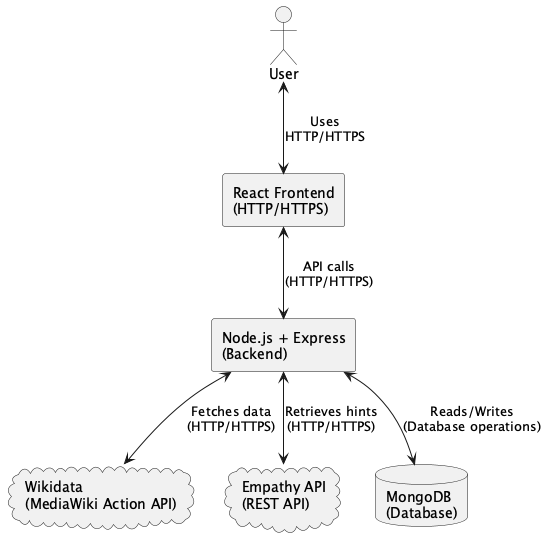 User
Uses
HTTP/HTTPS
React Frontend
(HTTP/HTTPS)
API calls
(HTTP/HTTPS)
Node.js + Express
(Backend)
Fetches data
(HTTP/HTTPS)
Retrieves hints
(HTTP/HTTPS)
Reads/Writes
(Database operations)
Wikidata
(MediaWiki Action API)
Empathy API
(REST API)
MongoDB
(Database)